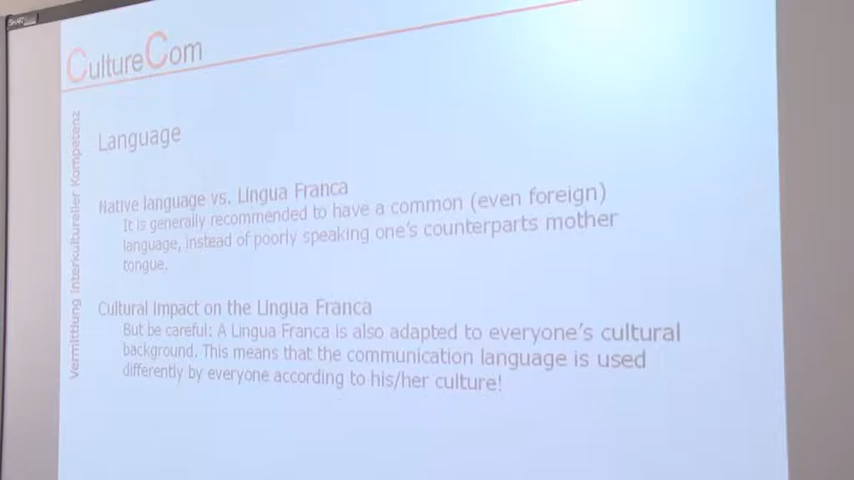 SMART
CultureCom
Vermittlung Interkultureller Kompetenz
Language
Native language vs. Lingua Franca
It is generally recommended to have a common (even foreign)
language, instead of poorly speaking one's counterparts mother
tongue.
Cultural Impact on the Lingua Franca
But be careful: A Lingua Franca is also adapted to everyone's cultural
background. This means that the communication language is used
differently by everyone according to his/her culture!